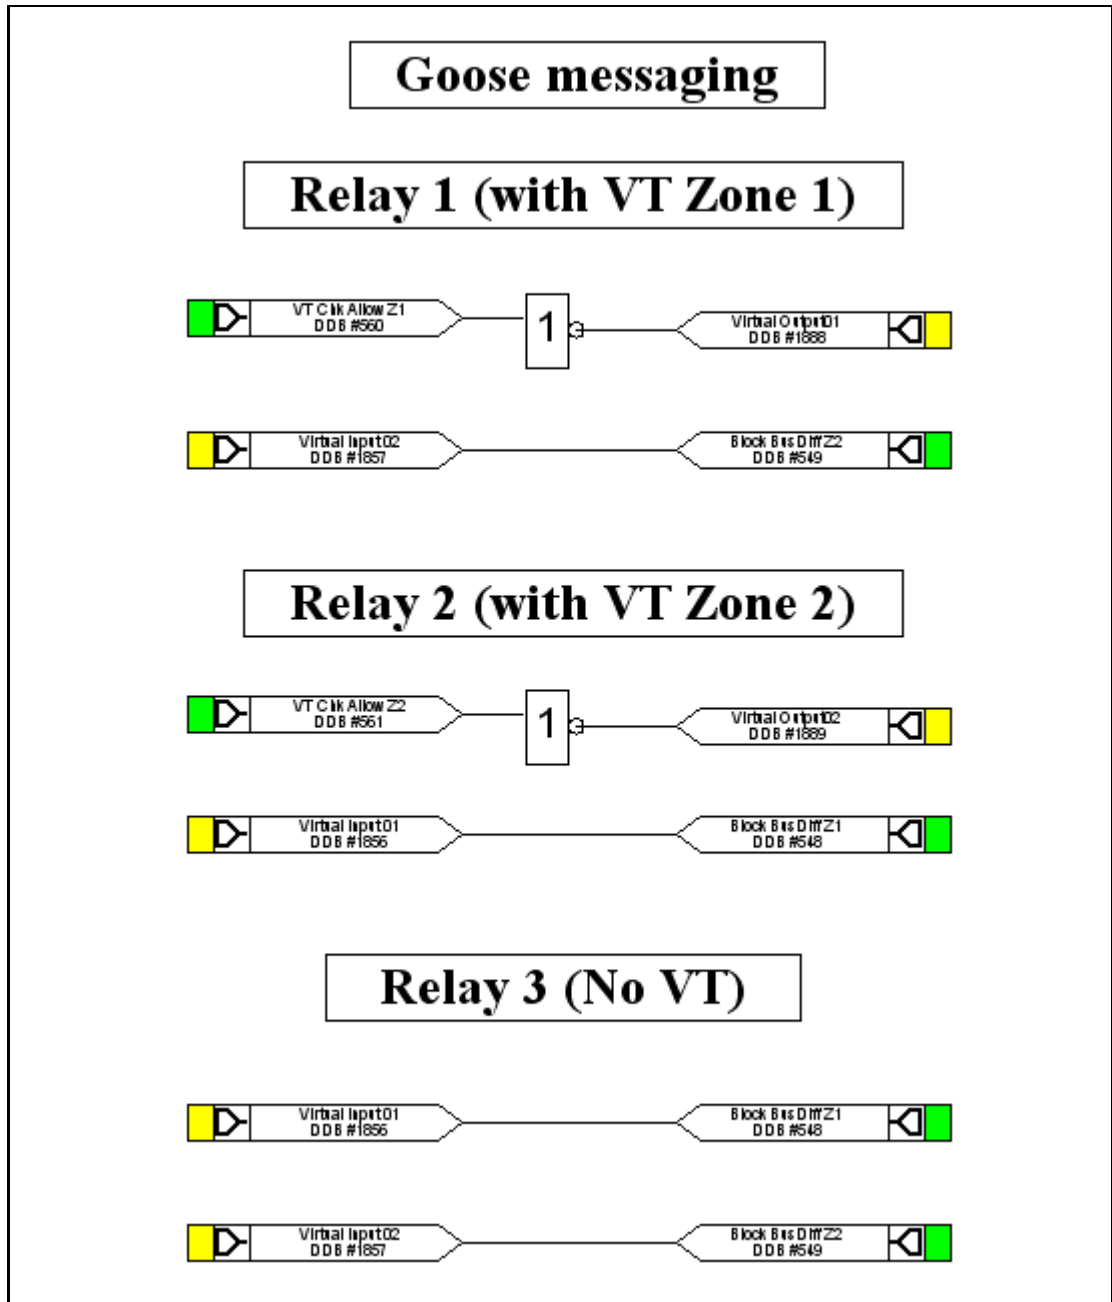 Goose messaging
Relay 1 (with VT Zone 1)
VT Chk Allow Z1
DDB #560
1
Virtual Output01
DDB #1888
Virtual Input02
DDB #1857
Block Bus Diff Z2
DDB #549
Relay 2 (with VT Zone 2)
VT Chk Allow Z2
DDB #561
1
Virtual Output02
DDB #1889
Virtual Input01
DDB #1856
Block Bus Diff Z1
DDB #548
Relay 3 (No VT)
Virtual Input01
DDB #1856
Block Bus Diff Z1
DDB #548
Virtual Input02
DDB #1857
Block Bus Diff Z2
DDB #549